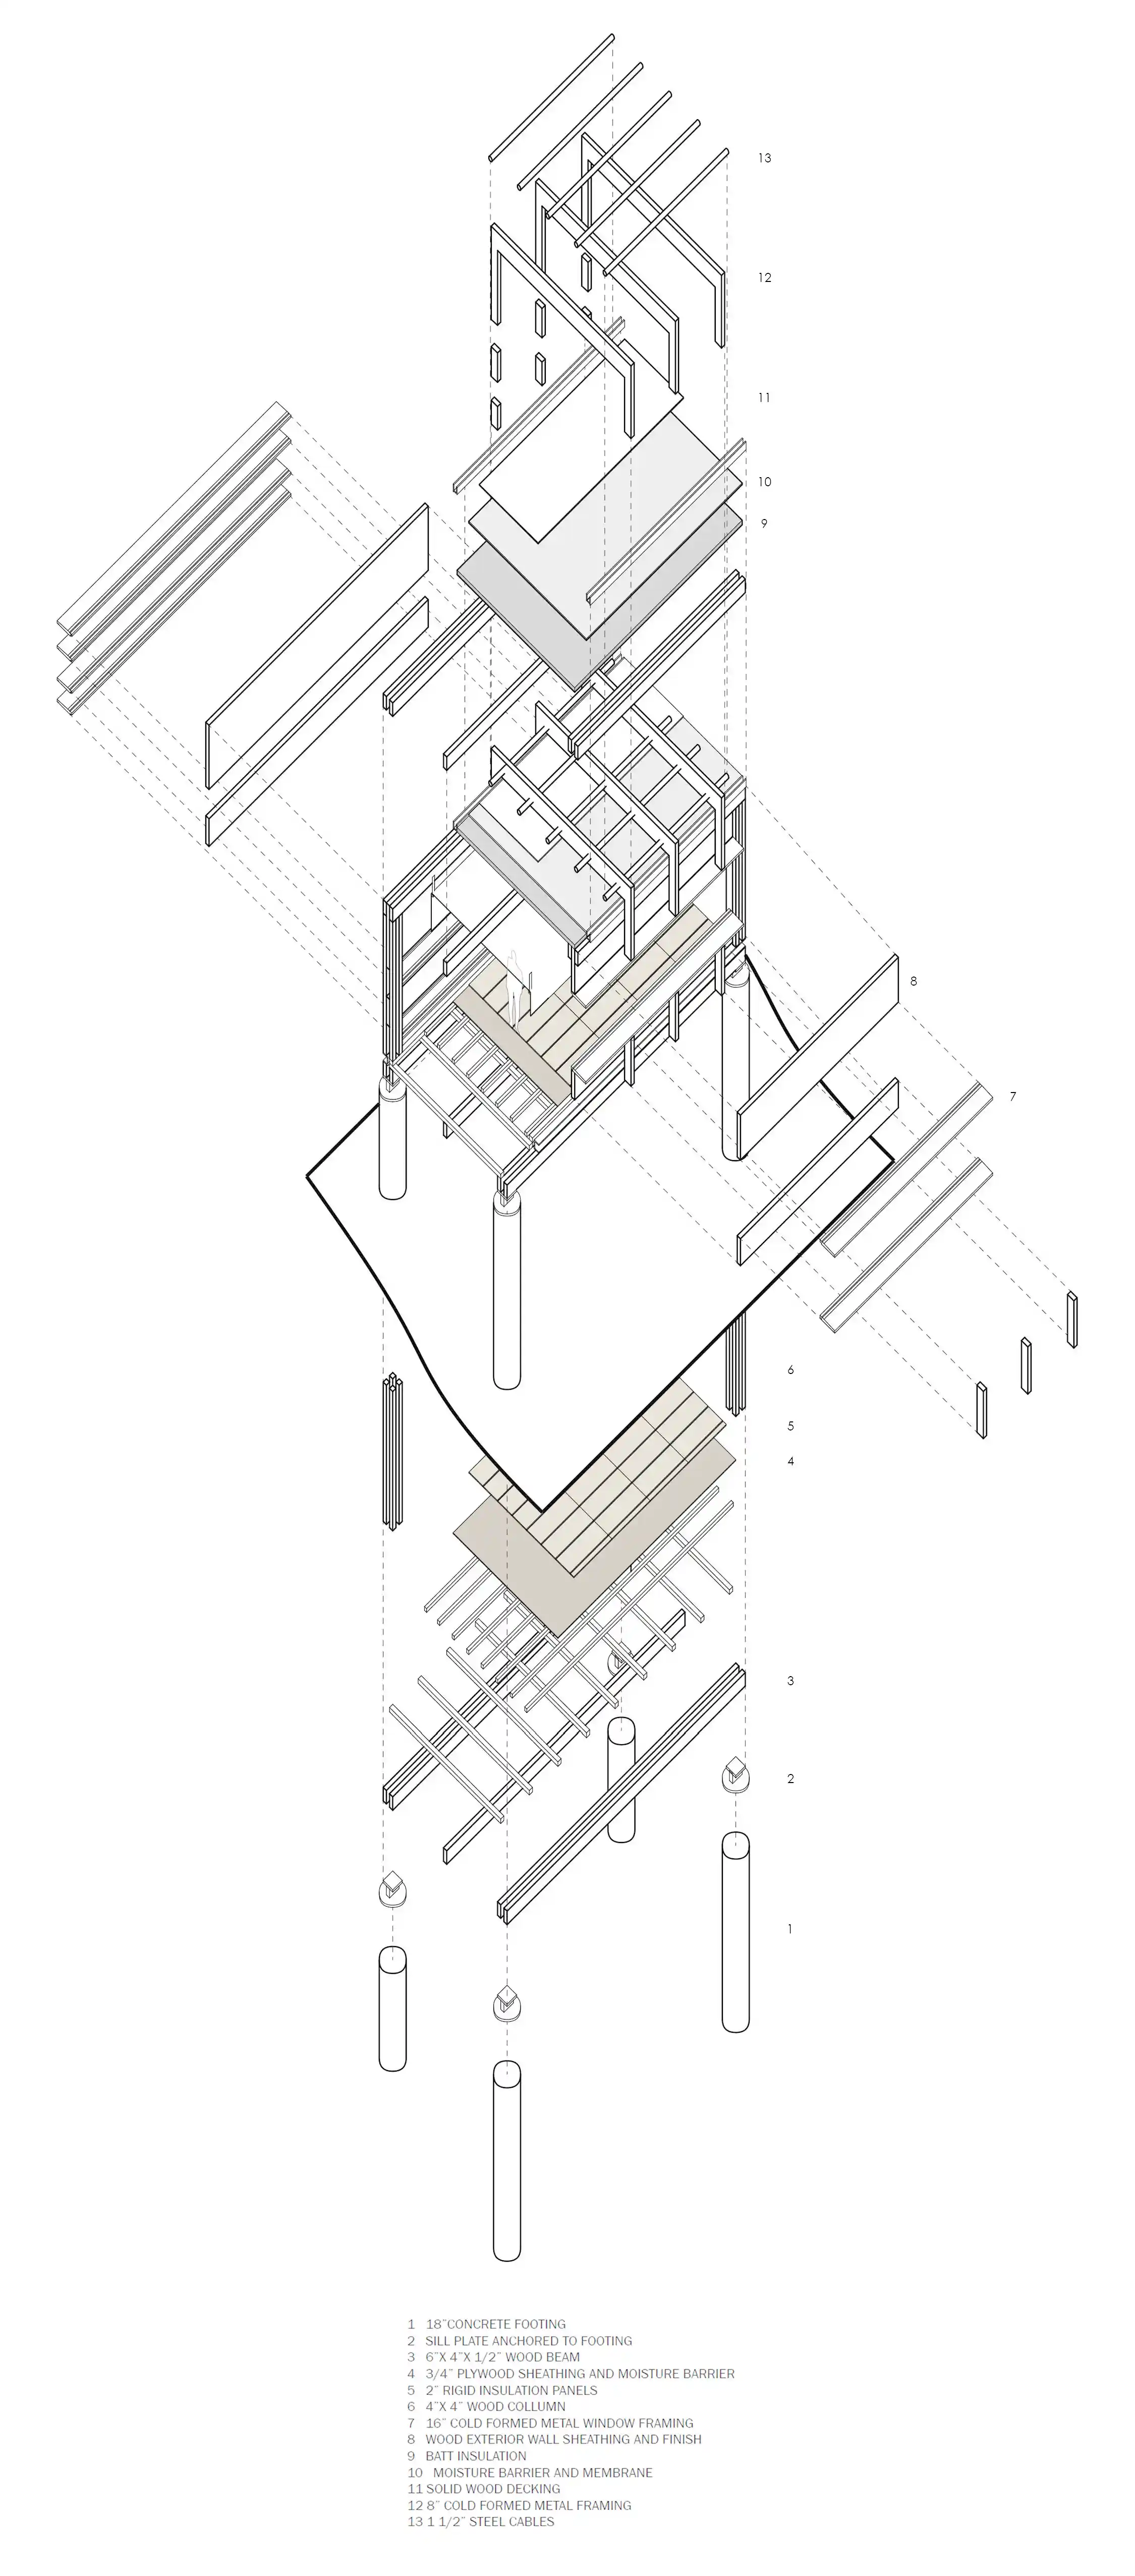 13
12
11
10
9
8
7
6
5
4
3
2
1
1 18"CONCRETE FOOTING
2 SILL PLATE ANCHORED TO FOOTING
3 6"X 4"X 1/2" WOOD BEAM
4 3/4" PLYWOOD SHEATHING AND MOISTURE BARRIER
5 2" RIGID INSULATION PANELS
6 4"X 4" WOOD COLLUMN
7 16" COLD FORMED METAL WINDOW FRAMING
8 WOOD EXTERIOR WALL SHEATHING AND FINISH
9 BATT INSULATION
10 MOISTURE BARRIER AND MEMBRANE
11 SOLID WOOD DECKING
12 8" COLD FORMED METAL FRAMING
13 1 1/2" STEEL CABLES